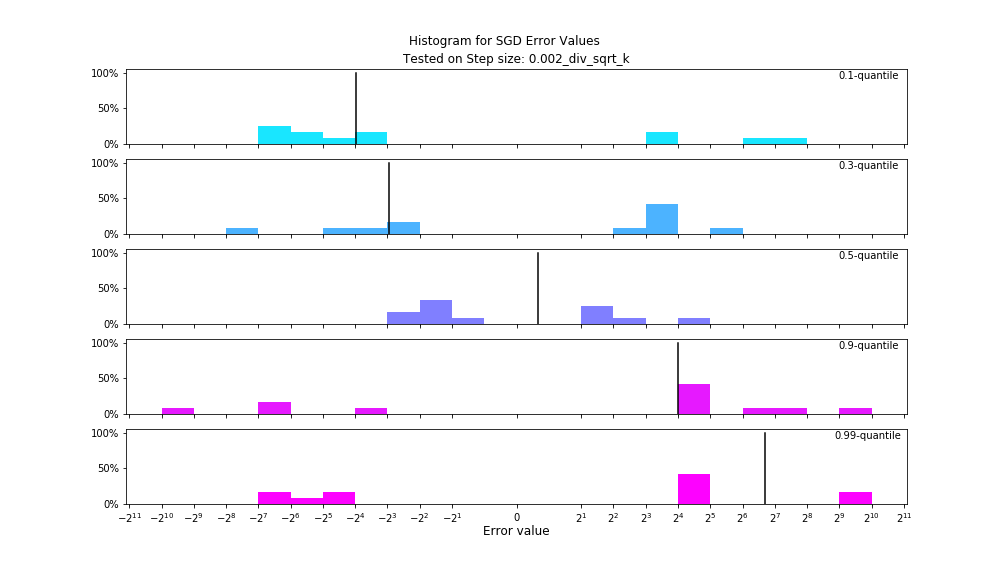 Histogram for SGD Error Values
Tested on Step size: 0.002_div_sqrt_k
100%
0.1-quantile
50%
0%
100%
0.3-quantile
50%
0%
100%
0.5-quantile
50%
0%
100%
0.9-quantile
50%
0%
100%
0.99-quantile
50%
0%
−2¹¹ −2¹⁰ −2⁹ −2⁸ −2⁷ −2⁶ −2⁵ −2⁴ −2³ −2² −2¹ 0 2¹ 2² 2³ 2⁴ 2⁵ 2⁶ 2⁷ 2⁸ 2⁹ 2¹⁰ 2¹¹
Error value